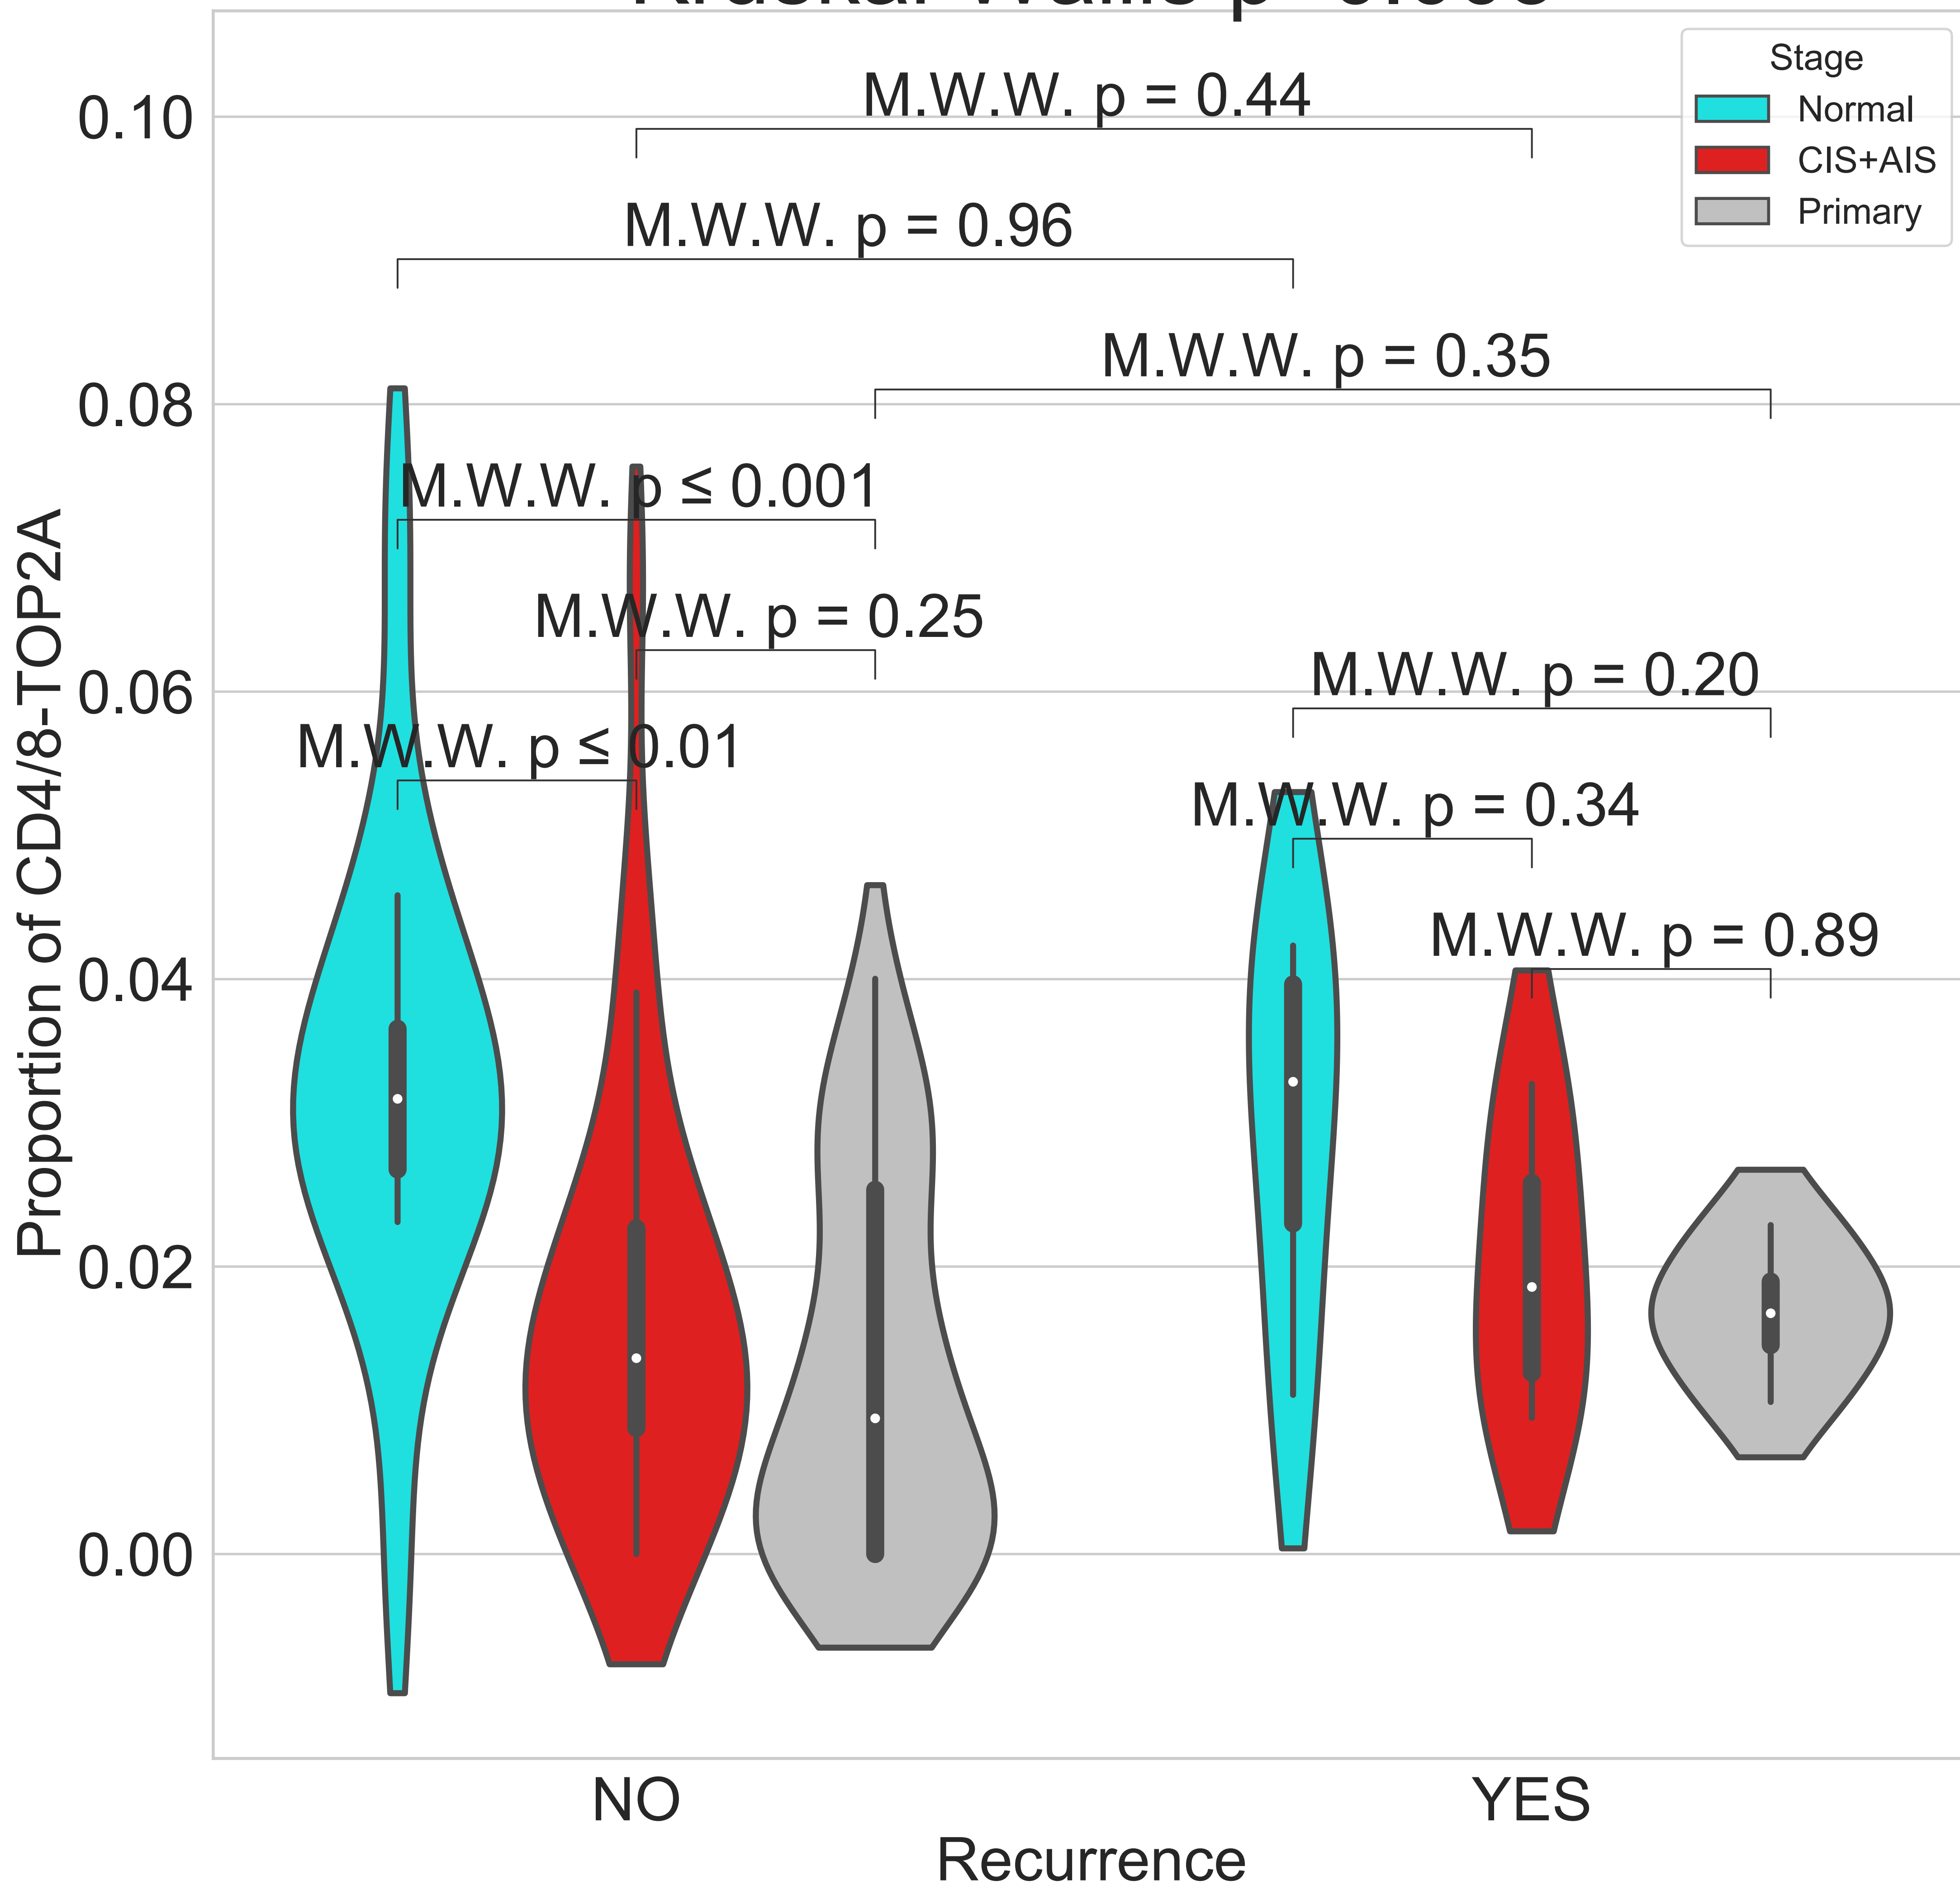 Stage
Normal
CIS+AIS
Primary
M.W.W. p = 0.44
M.W.W. p = 0.96
M.W.W. p = 0.35
M.W.W. p ≤ 0.001
M.W.W. p = 0.25
M.W.W. p ≤ 0.01
M.W.W. p = 0.20
M.W.W. p = 0.34
M.W.W. p = 0.89
0.10
0.08
0.06
0.04
0.02
0.00
Proportion of CD4/8-TOP2A
NO
YES
Recurrence